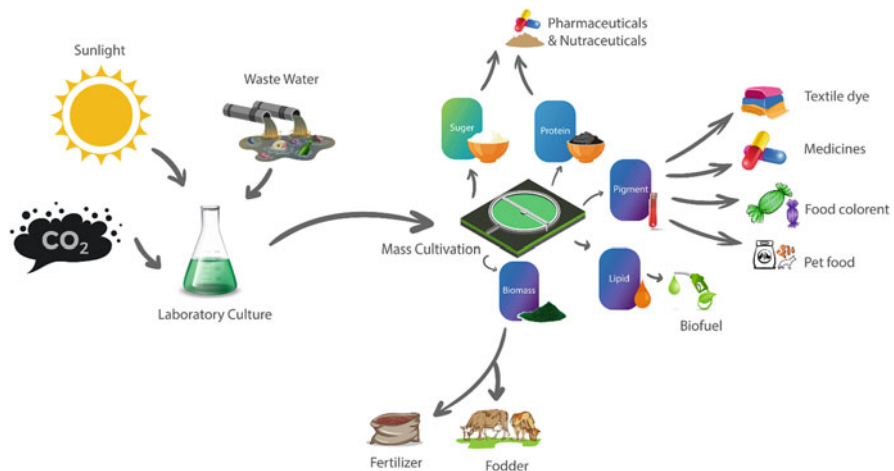 Sunlight
Waste Water
CO2
Laboratory Culture
Mass Cultivation
Pharmaceuticals
& Nutraceuticals
Suger
Protein
Pigment
Biomass
Lipid
Textile dye
Medicines
Food colorent
Pet food
Biofuel
Fertilizer
Fodder